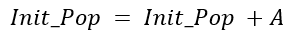 Init_Pop = Init_Pop + A